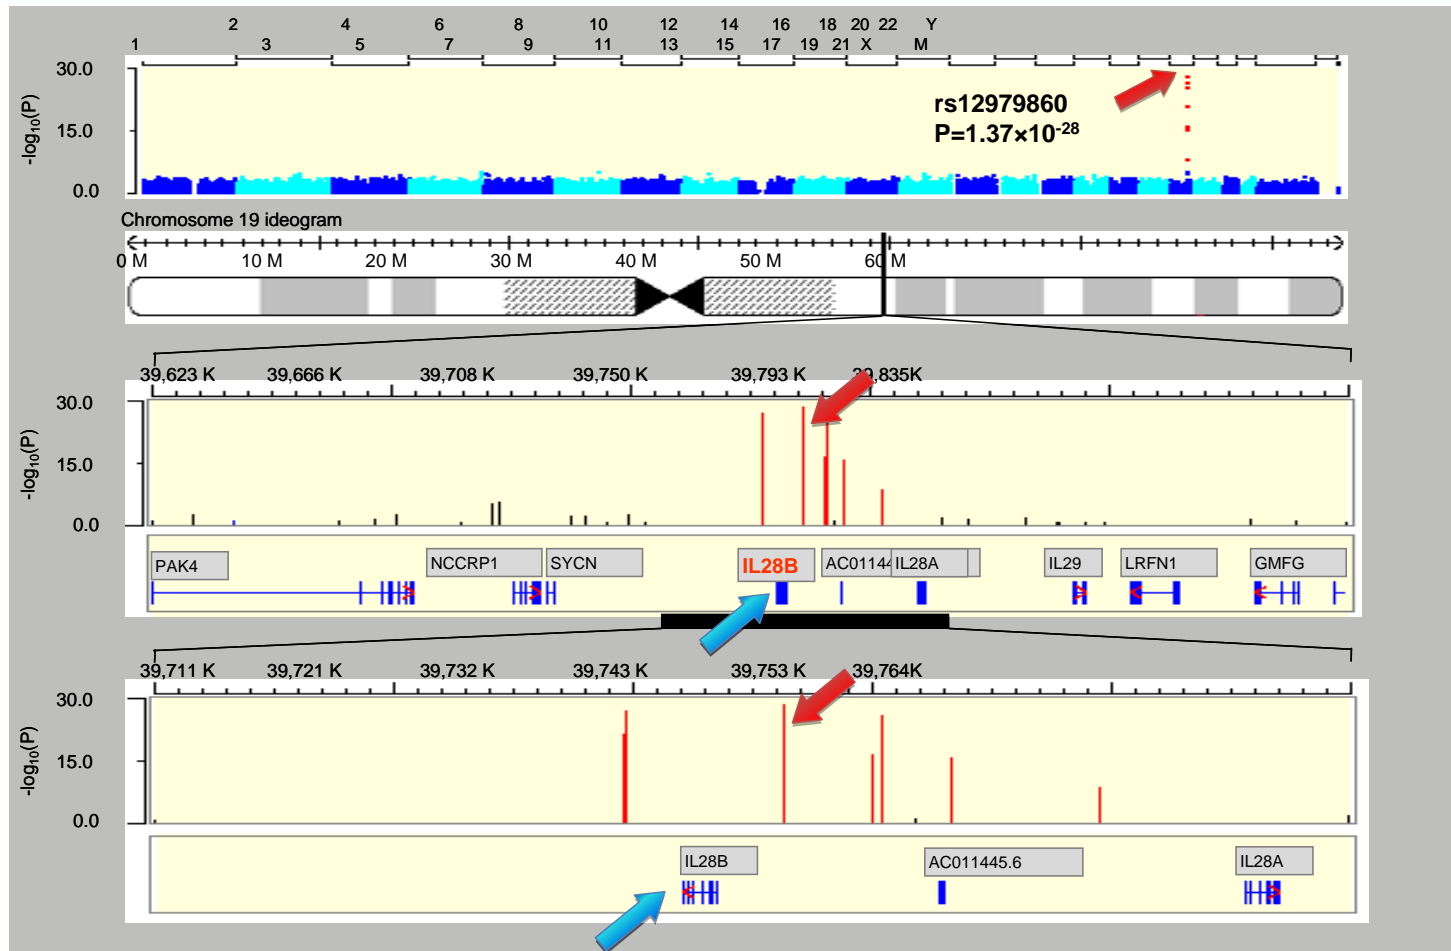 2 4 6 8 10 12 14 16 18 20 22 Y
1 3 5 7 9 11 13 15 17 19 21 X M
30.0
15.0
0.0
-log10(P)
rs12979860
P=1.37×10-28
Chromosome 19 ideogram
0 M 10 M 20 M 30 M 40 M 50 M 60 M
39,623 K 39,666 K 39,708 K 39,750 K 39,793 K 39,835K
30.0
15.0
0.0
-log10(P)
PAK4 NCCRP1 SYCN IL28B AC01144 IL28A IL29 LRFN1 GMFG
39,711 K 39,721 K 39,732 K 39,743 K 39,753 K 39,764K
30.0
15.0
0.0
-log10(P)
IL28B AC011445.6 IL28A